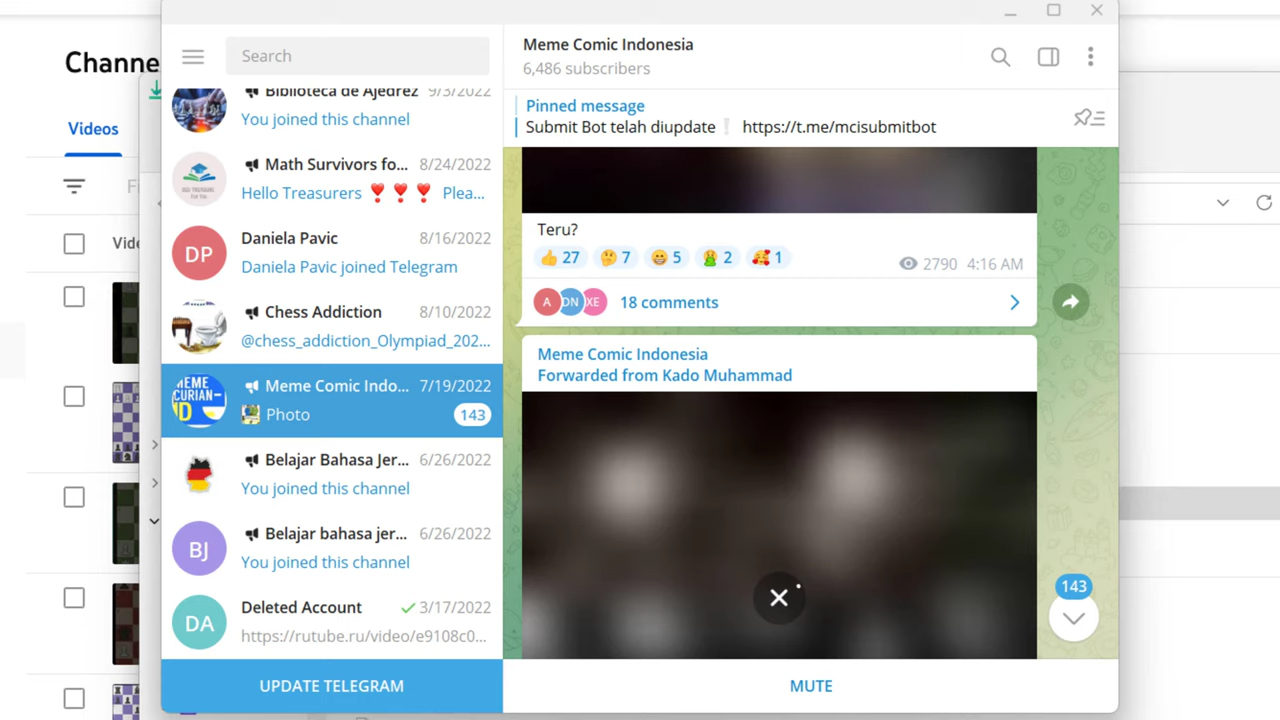 Channe
Videos
Vide
Search
Biblioteca de Ajedrez 9/3/2022
You joined this channel
Math Survivors fo... 8/24/2022
Hello Treasurers ❣️ ❣️ ❣️ Plea...
DP
Daniela Pavic 8/16/2022
Daniela Pavic joined Telegram
Chess Addiction 8/10/2022
@chess_addiction_Olympiad_202...
Meme Comic Indo... 7/19/2022
Photo 143
Belajar Bahasa Jer... 6/26/2022
You joined this channel
BJ
Belajar bahasa jer... 6/26/2022
You joined this channel
DA
Deleted Account 3/17/2022
https://rutube.ru/video/e9108c0...
UPDATE TELEGRAM
Meme Comic Indonesia
6,486 subscribers
Pinned message
Submit Bot telah diupdate ❕ https://t.me/mcisubmitbot
Teru?
👍 27 🤔 7 😁 5 🤮 2 🥰 1
2790 4:16 AM
A DN XE 18 comments
Meme Comic Indonesia
Forwarded from Kado Muhammad
143
MUTE